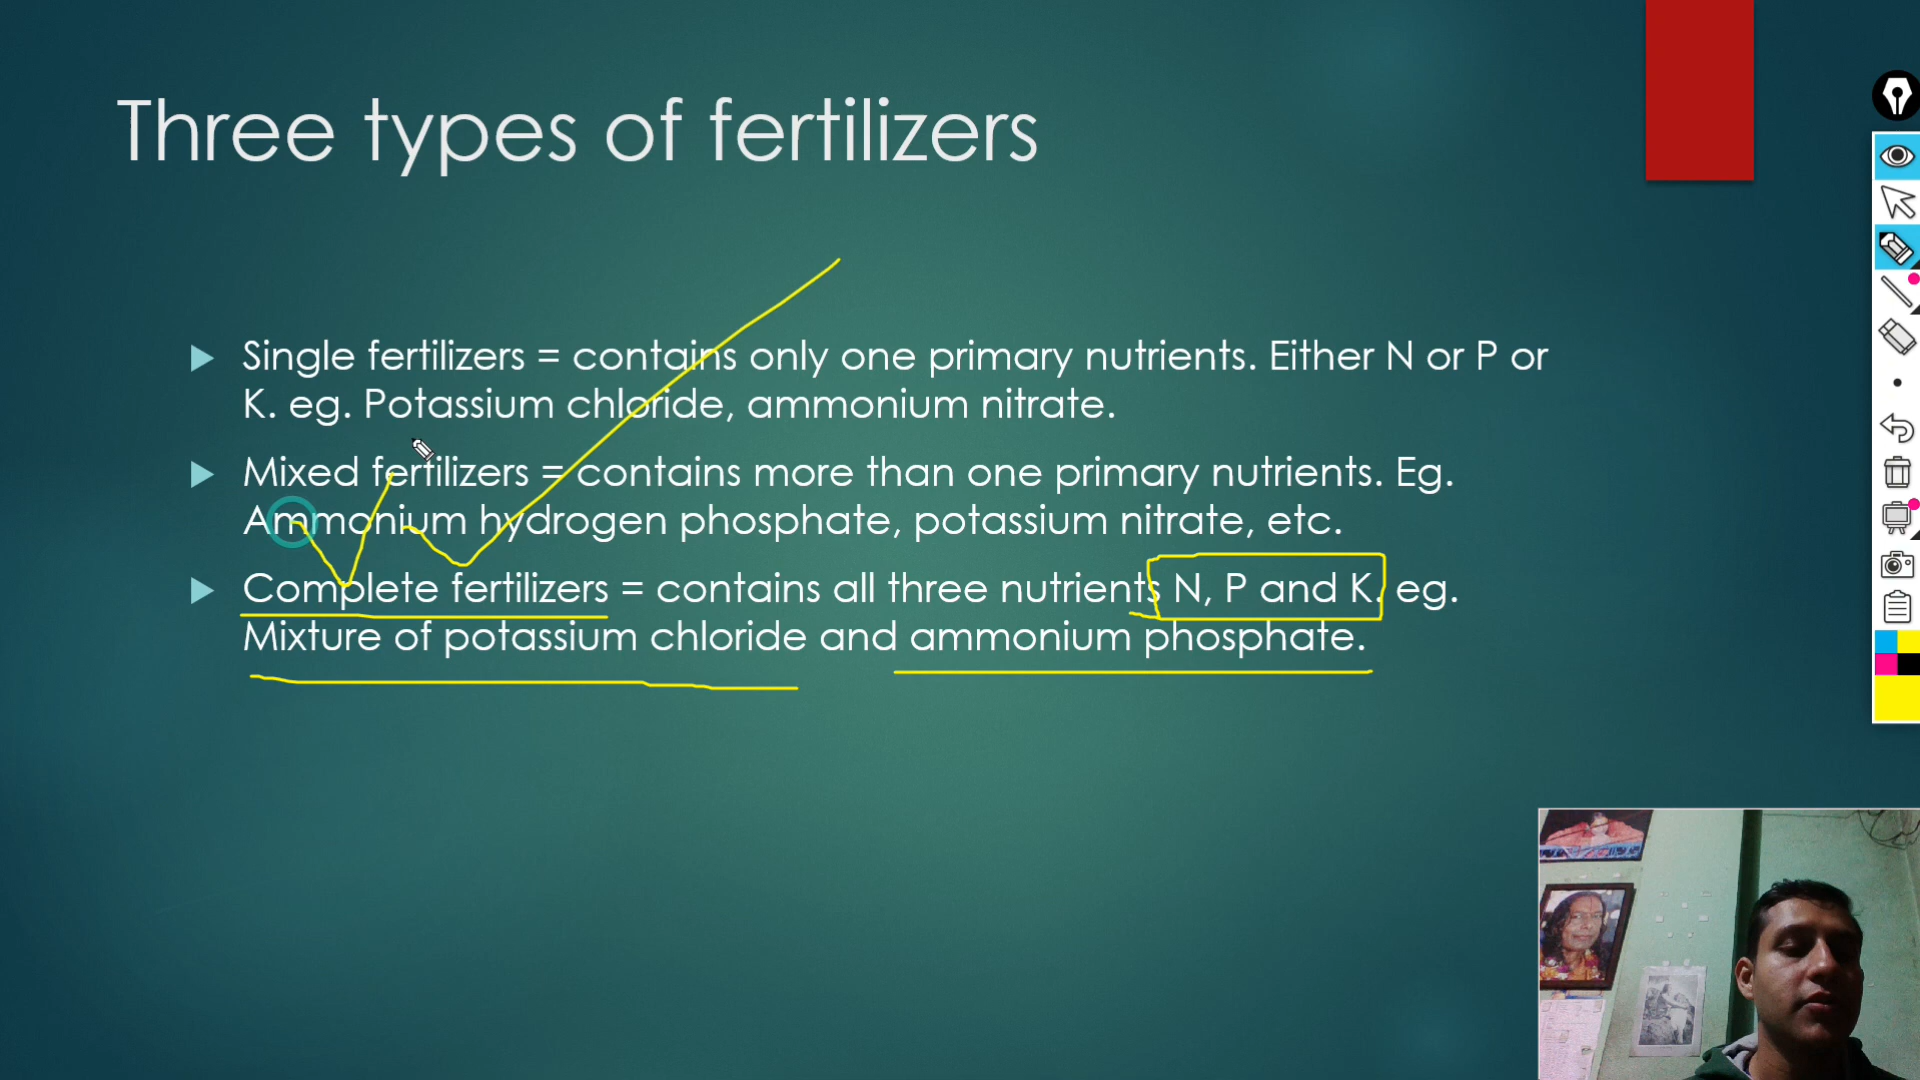 Three types of fertilizers
Single fertilizers = contains only one primary nutrients. Either N or P or
K. eg. Potassium chloride, ammonium nitrate.
Mixed fertilizers = contains more than one primary nutrients. Eg.
Ammonium hydrogen phosphate, potassium nitrate, etc.
Complete fertilizers = contains all three nutrients N, P and K. eg.
Mixture of potassium chloride and ammonium phosphate.